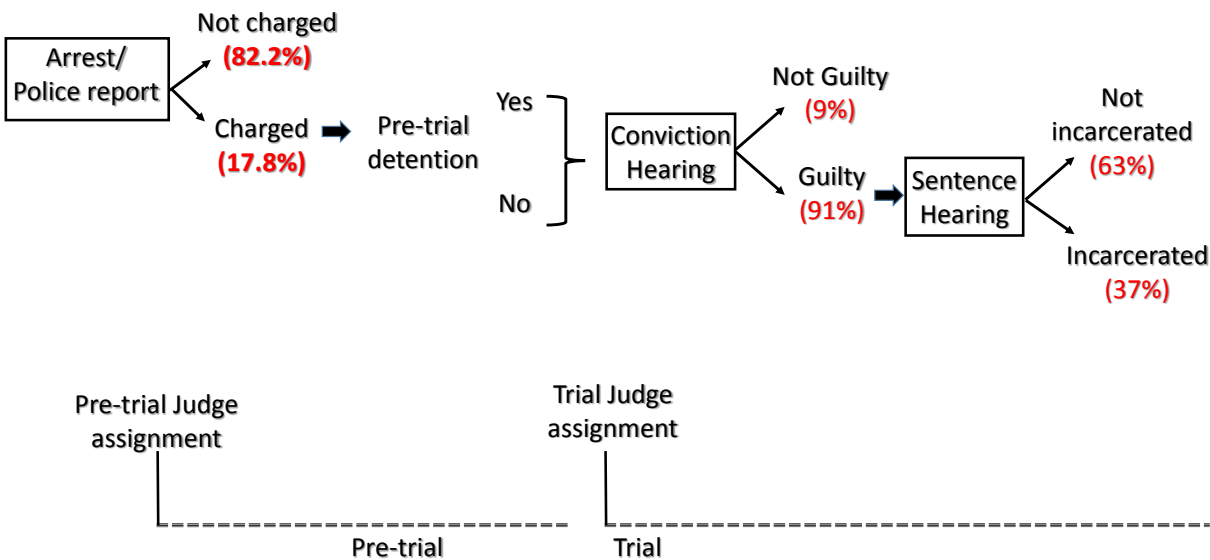 Arrest/
Police report
Not charged
(82.2%)
Charged
(17.8%)
Pre-trial
detention
Yes
No
Conviction
Hearing
Not Guilty
(9%)
Guilty
(91%)
Sentence
Hearing
Not
incarcerated
(63%)
Incarcerated
(37%)
Pre-trial Judge
assignment
Trial Judge
assignment
Pre-trial
Trial